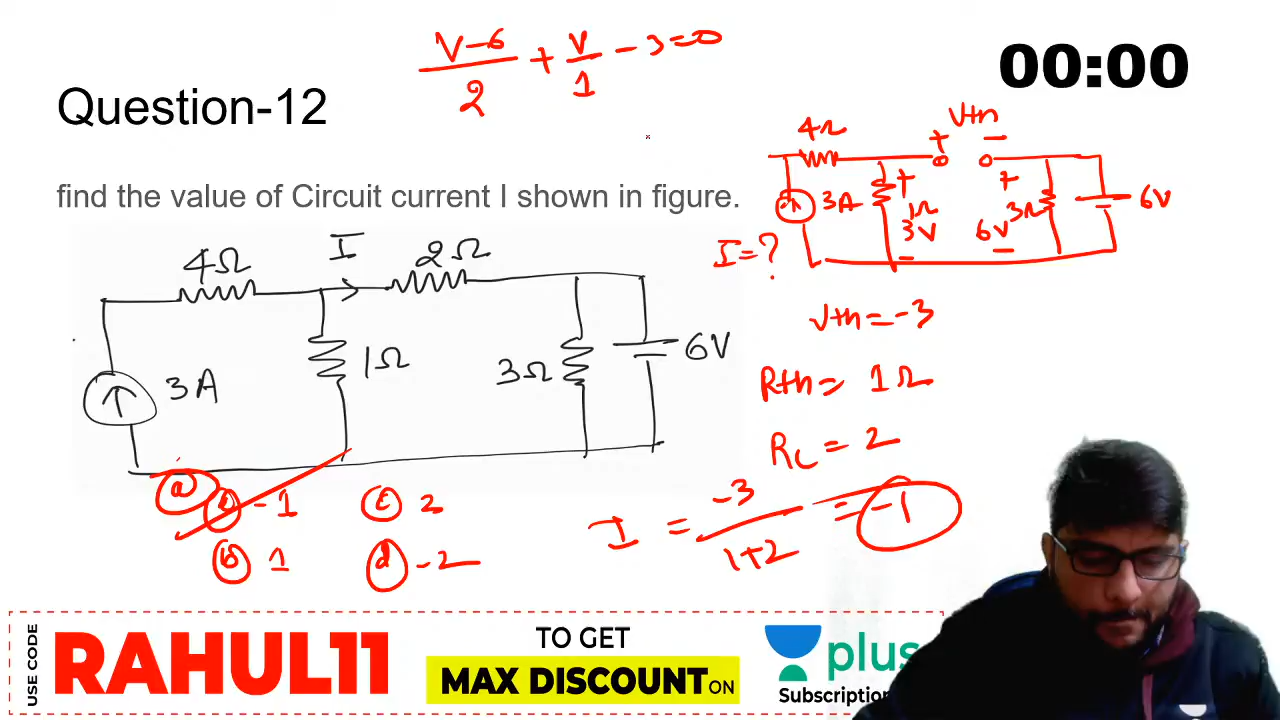 V-6/2 + V/1 - 3 = 0
00:00
Question-12
find the value of Circuit current I shown in figure.
4Ω
Vth
+ -
3A
+
1Ω
3V
-
+
6V
-
3Ω
6V
I = ?
4Ω
I
2Ω
3A
1Ω
3Ω
6V
Vth = -3
Rth = 1Ω
RL = 2
I = -3/1+2 = -1
a
a -1
c 2
b 1
d -2
USE CODE
RAHUL11
TO GET
MAX DISCOUNT ON
plus
Subscription